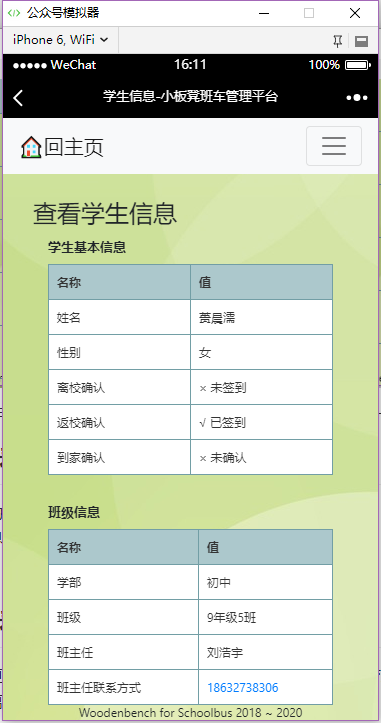 公众号模拟器
iPhone 6, WiFi
WeChat 16:11 100%
学生信息-小板凳班车管理平台
回主页
查看学生信息
学生基本信息
名称 值
姓名 黄晨濡
性别 女
离校确认 × 未签到
返校确认 √ 已签到
到家确认 × 未确认
班级信息
名称 值
学部 初中
班级 9年级5班
班主任 刘浩宇
班主任联系方式 18632738306
Woodenbench for Schoolbus 2018 ~ 2020